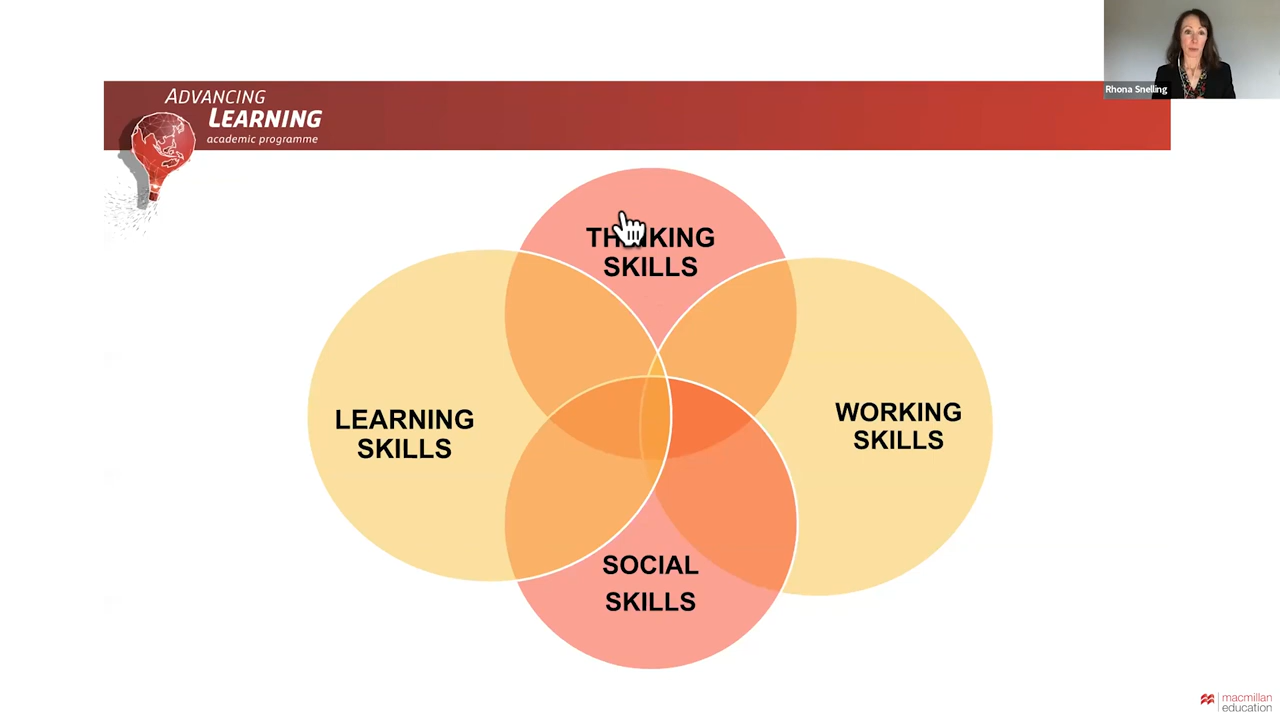 Rhona Snelling
ADVANCING
LEARNING
academic programme
THINKING
SKILLS
LEARNING
SKILLS
WORKING
SKILLS
SOCIAL
SKILLS
macmillan
education